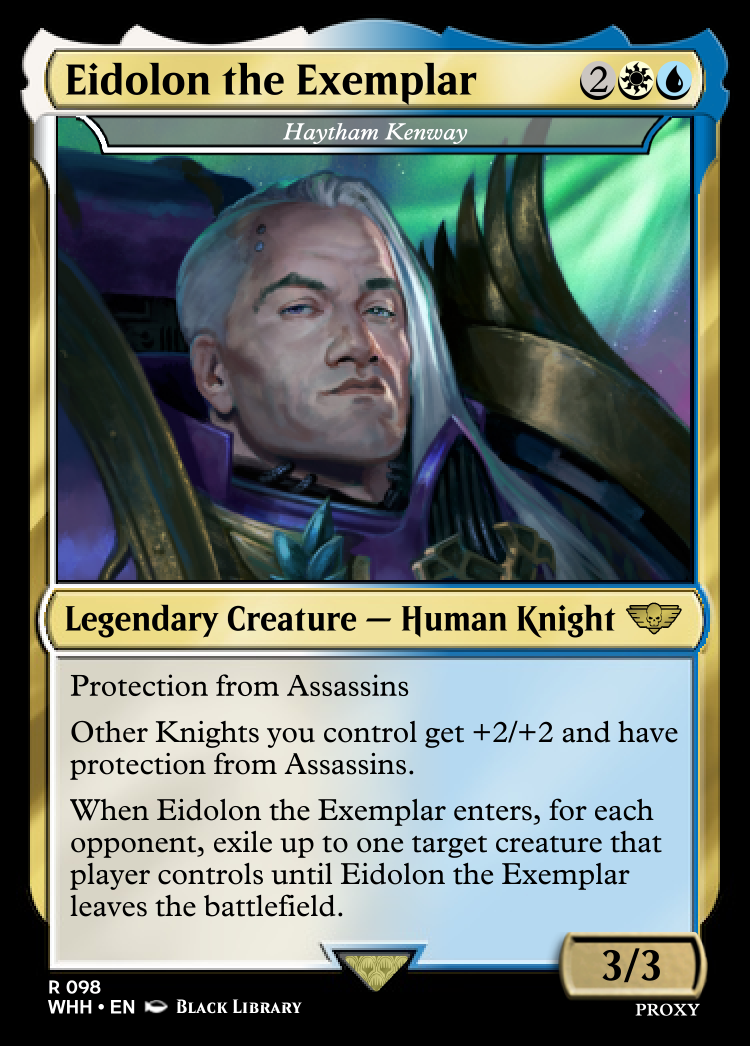 Eidolon the Exemplar 2
Haytham Kenway
Legendary Creature — Human Knight
Protection from Assassins
Other Knights you control get +2/+2 and have
protection from Assassins.
When Eidolon the Exemplar enters, for each
opponent, exile up to one target creature that
player controls until Eidolon the Exemplar
leaves the battlefield.
3/3
R 098
WHH • EN Black Library
PROXY